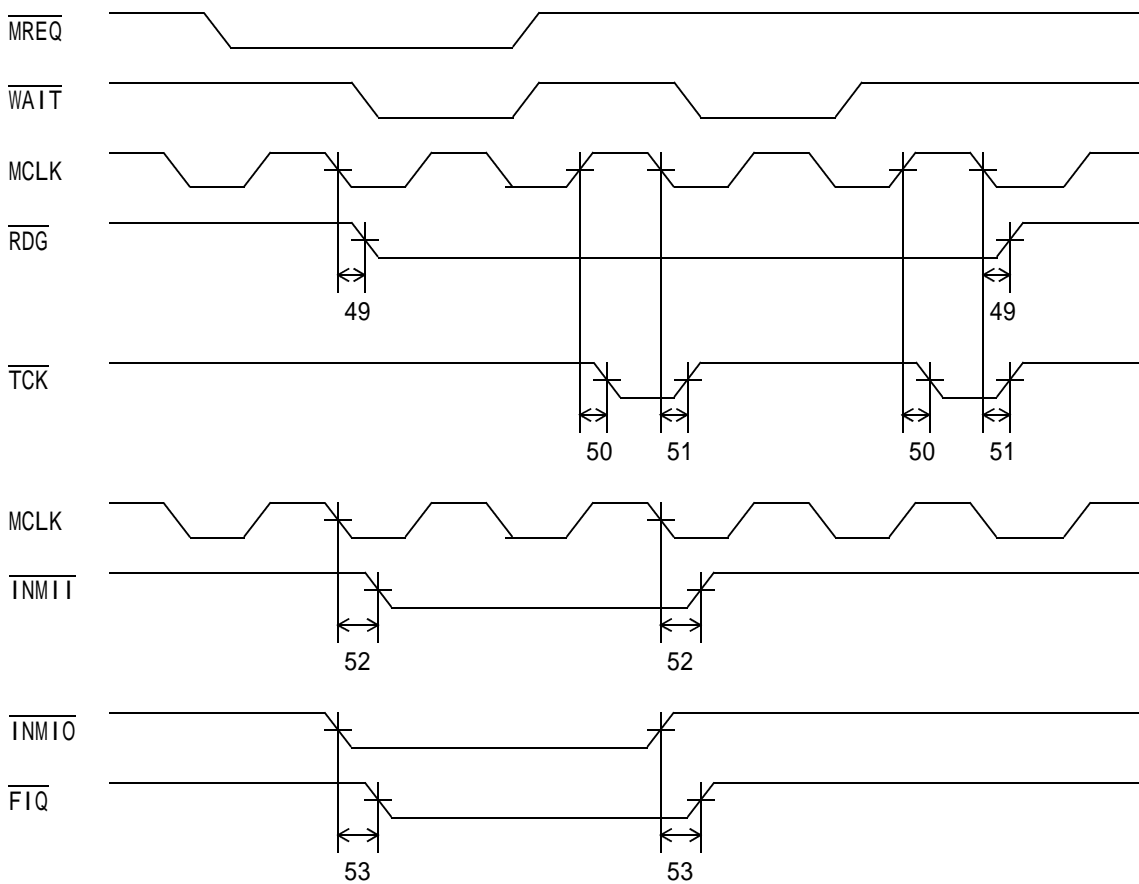 MREQ
WAIT
MCLK
RDG
49 49
TCK
50 51 50 51
MCLK
INMII
52 52
INMIO
FIQ
53 53